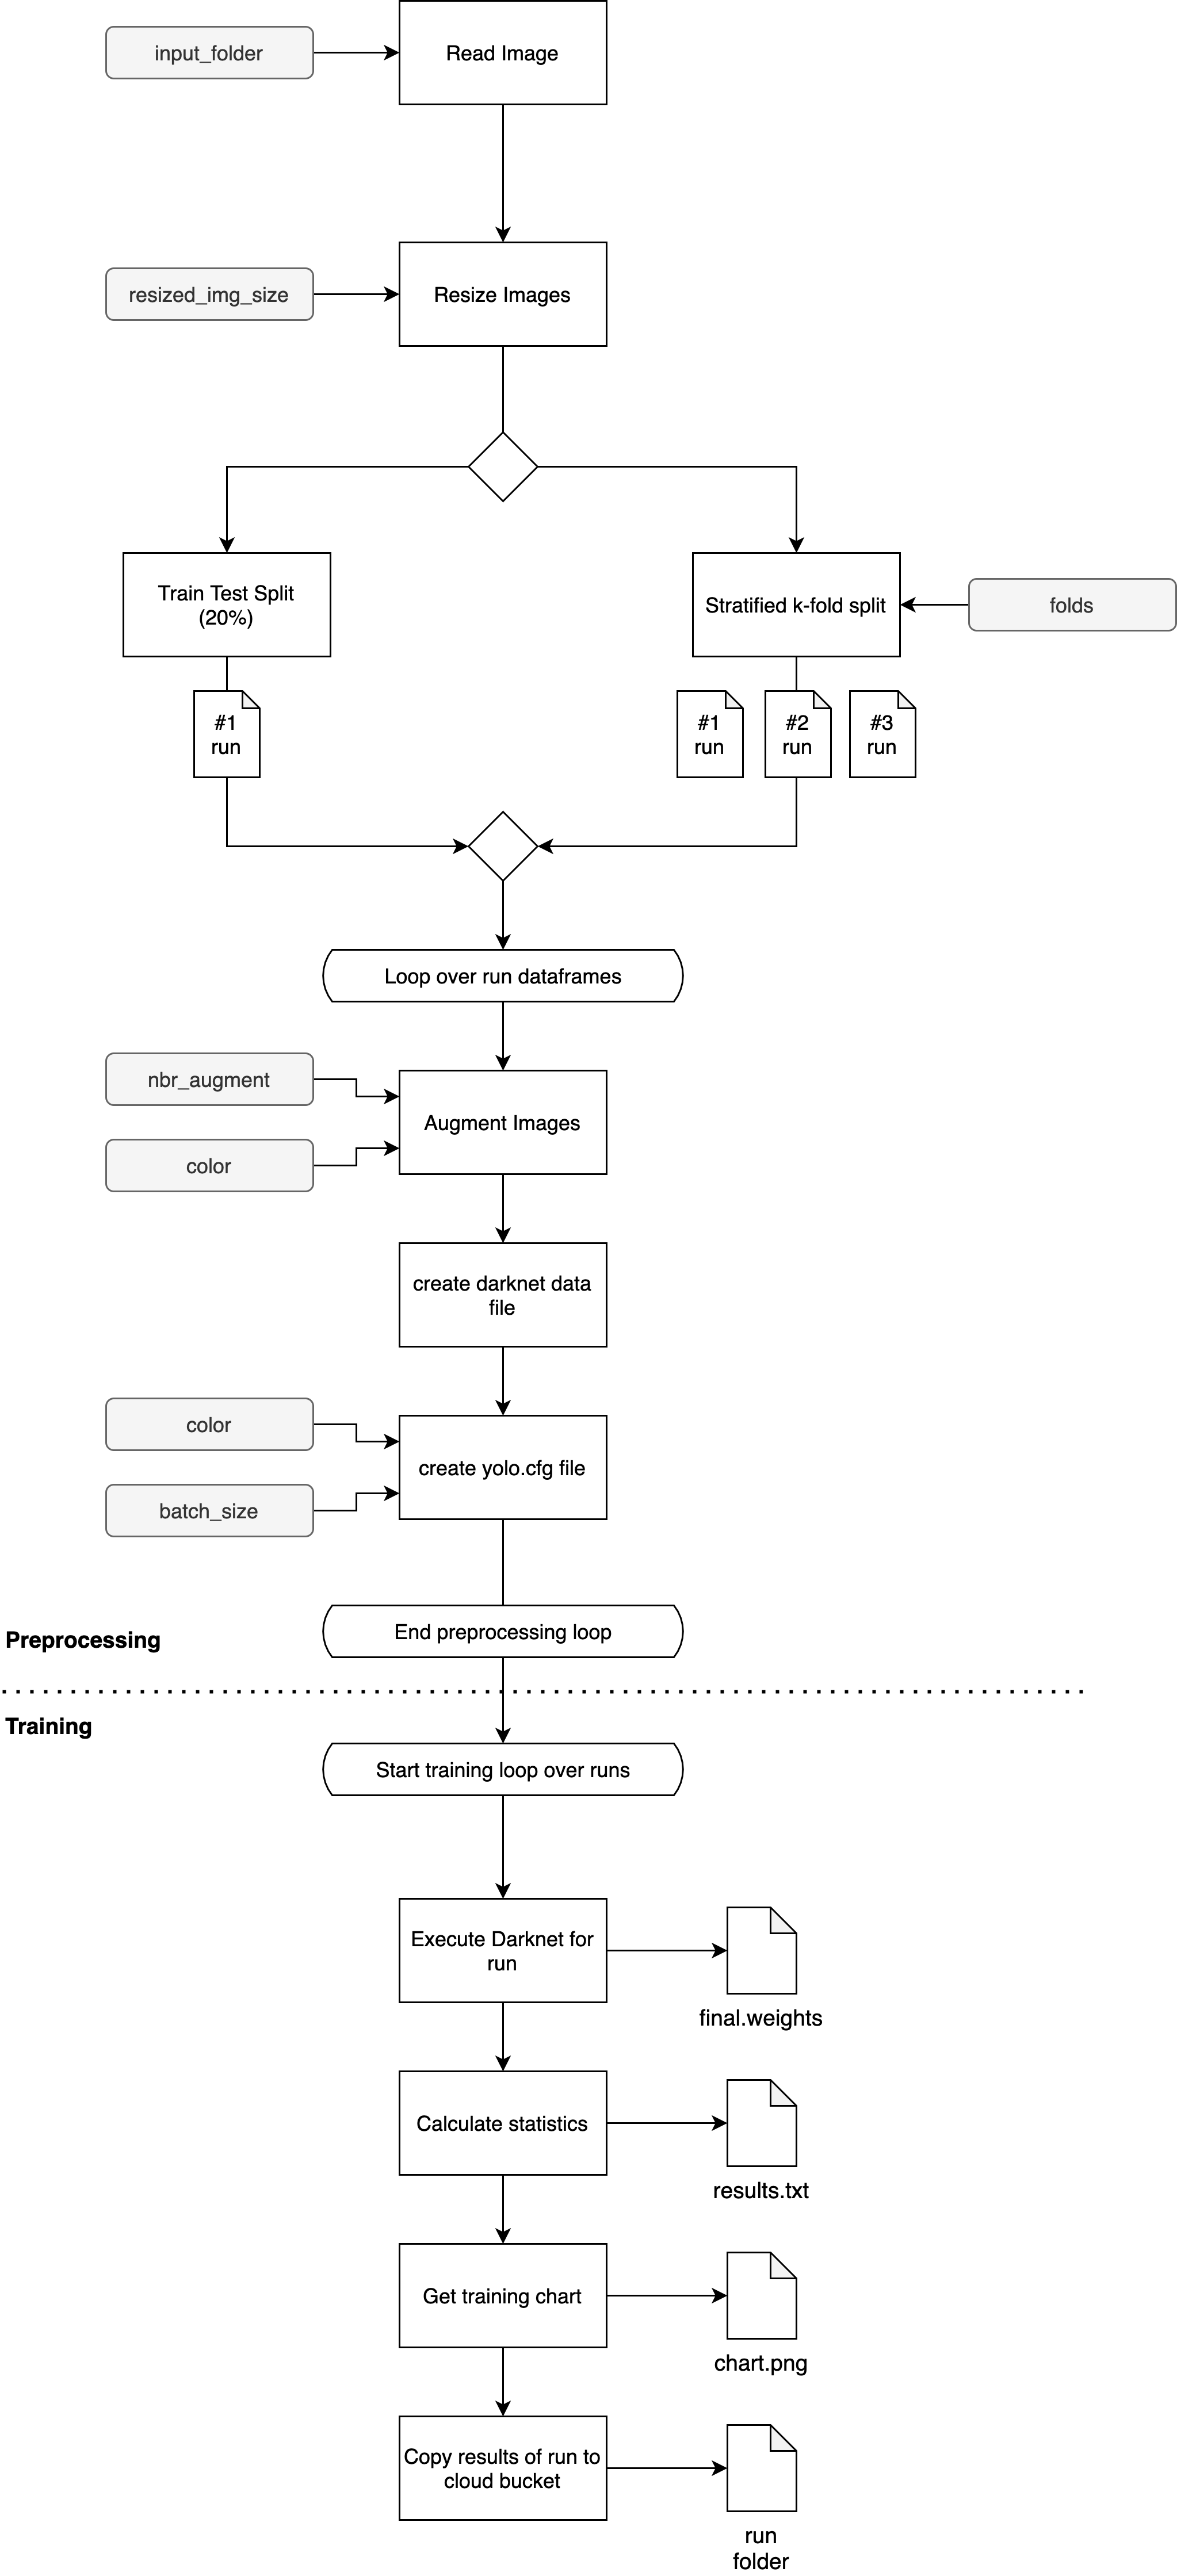 input_folder
Read Image
resized_img_size
Resize Images
Train Test Split
(20%)
Stratified k-fold split
folds
#1
run
#1
run
#2
run
#3
run
Loop over run dataframes
nbr_augment
Augment Images
color
create darknet data
file
color
create yolo.cfg file
batch_size
End preprocessing loop
Preprocessing
Training
Start training loop over runs
Execute Darknet for
run
final.weights
Calculate statistics
results.txt
Get training chart
chart.png
Copy results of run to
cloud bucket
run
folder